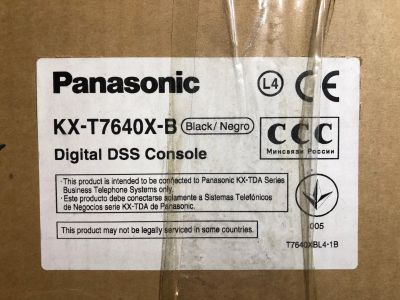 Panasonic
L4 CE
KX-T7640X-B Black/Negro
Digital DSS Console
CCC
Минсвязи России
·This product is intended to be connected to Panasonic KX-TDA Series
Business Telephone Systems only.
·Este producto debe conectarse solamente a Sistemas Telefónicos
de Negocios serie KX-TDA de Panasonic.
005
This product may not be legally serviced in some countries.
T7640XBL4-1B